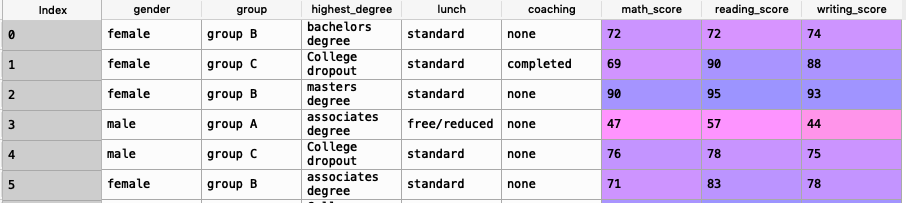 Index gender group highest_degree lunch coaching math_score reading_score writing_score
0 female group B bachelors degree standard none 72 72 74
1 female group C College dropout standard completed 69 90 88
2 female group B masters degree standard none 90 95 93
3 male group A associates degree free/reduced none 47 57 44
4 male group C College dropout standard none 76 78 75
5 female group B associates degree standard none 71 83 78